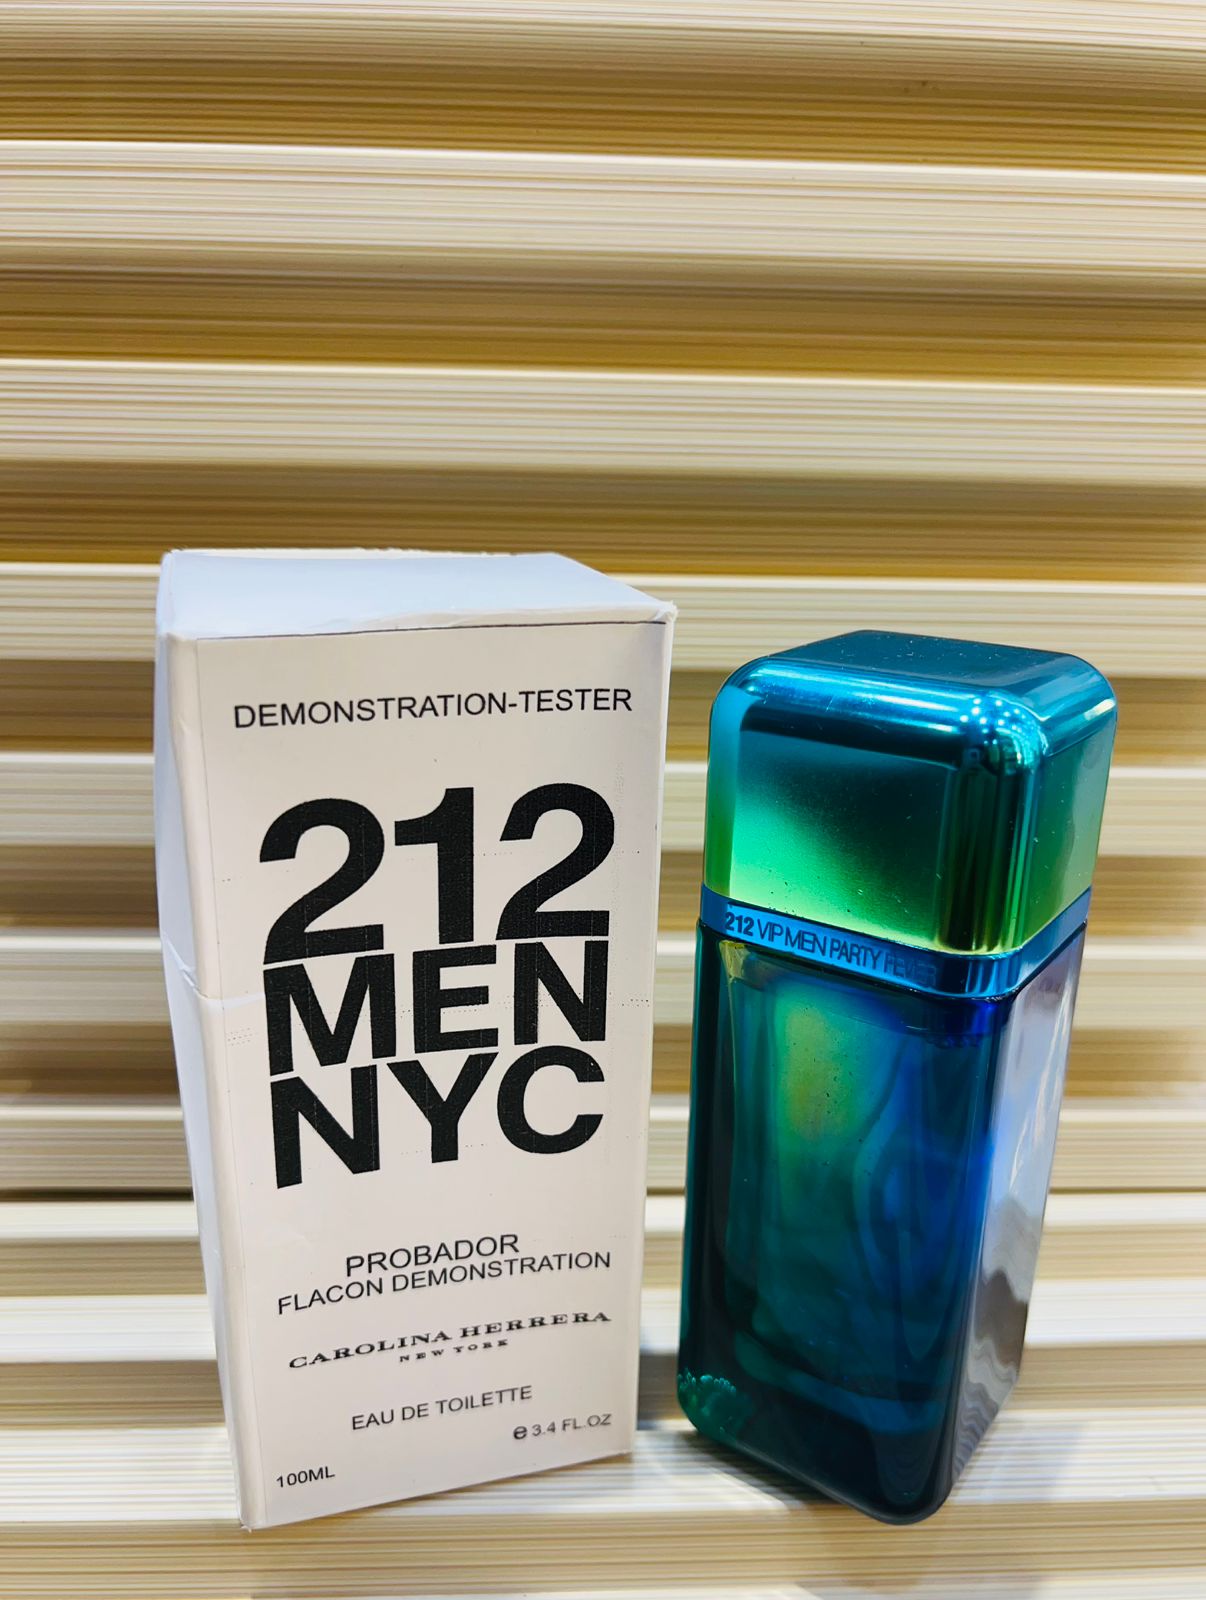 DEMONSTRATION-TESTER
212
MEN
NYC
PROBADOR
FLACON DEMONSTRATION
CAROLINA HERRERA
NEW YORK
EAU DE TOILETTE
e 3.4 FL.OZ
100ML
212 VIP MEN PARTY FEVER